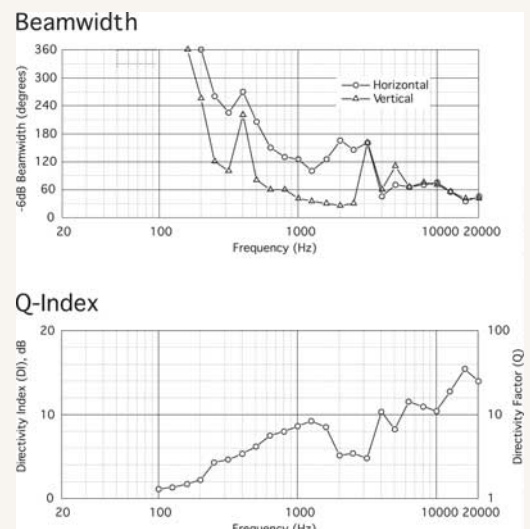 Beamwidth
-6dB Beamwidth (degrees)
360
300
240
180
120
60
0
Horizontal
Vertical
20 100 1000 10000 20000
Frequency (Hz)
Q-Index
Directivity Index (DI), dB
20
10
0
100
10
1
Directivity Factor (Q)
20 100 1000 10000 20000
Frequency (Hz)